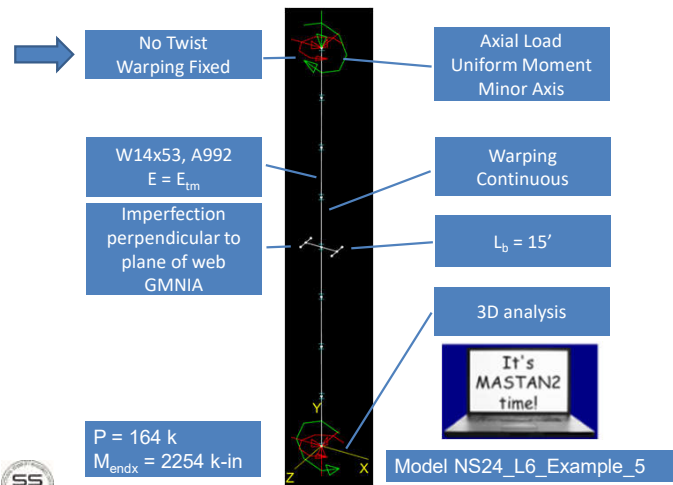 No Twist
Warping Fixed
Axial Load
Uniform Moment
Minor Axis
W14x53, A992
E = Etm
Warping
Continuous
Imperfection
perpendicular to
plane of web
GMNIA
Lb = 15’
3D analysis
It's
MASTAN2
time!
Y
Z
X
P = 164 k
Mendx = 2254 k-in
Model NS24_L6_Example_5
SS